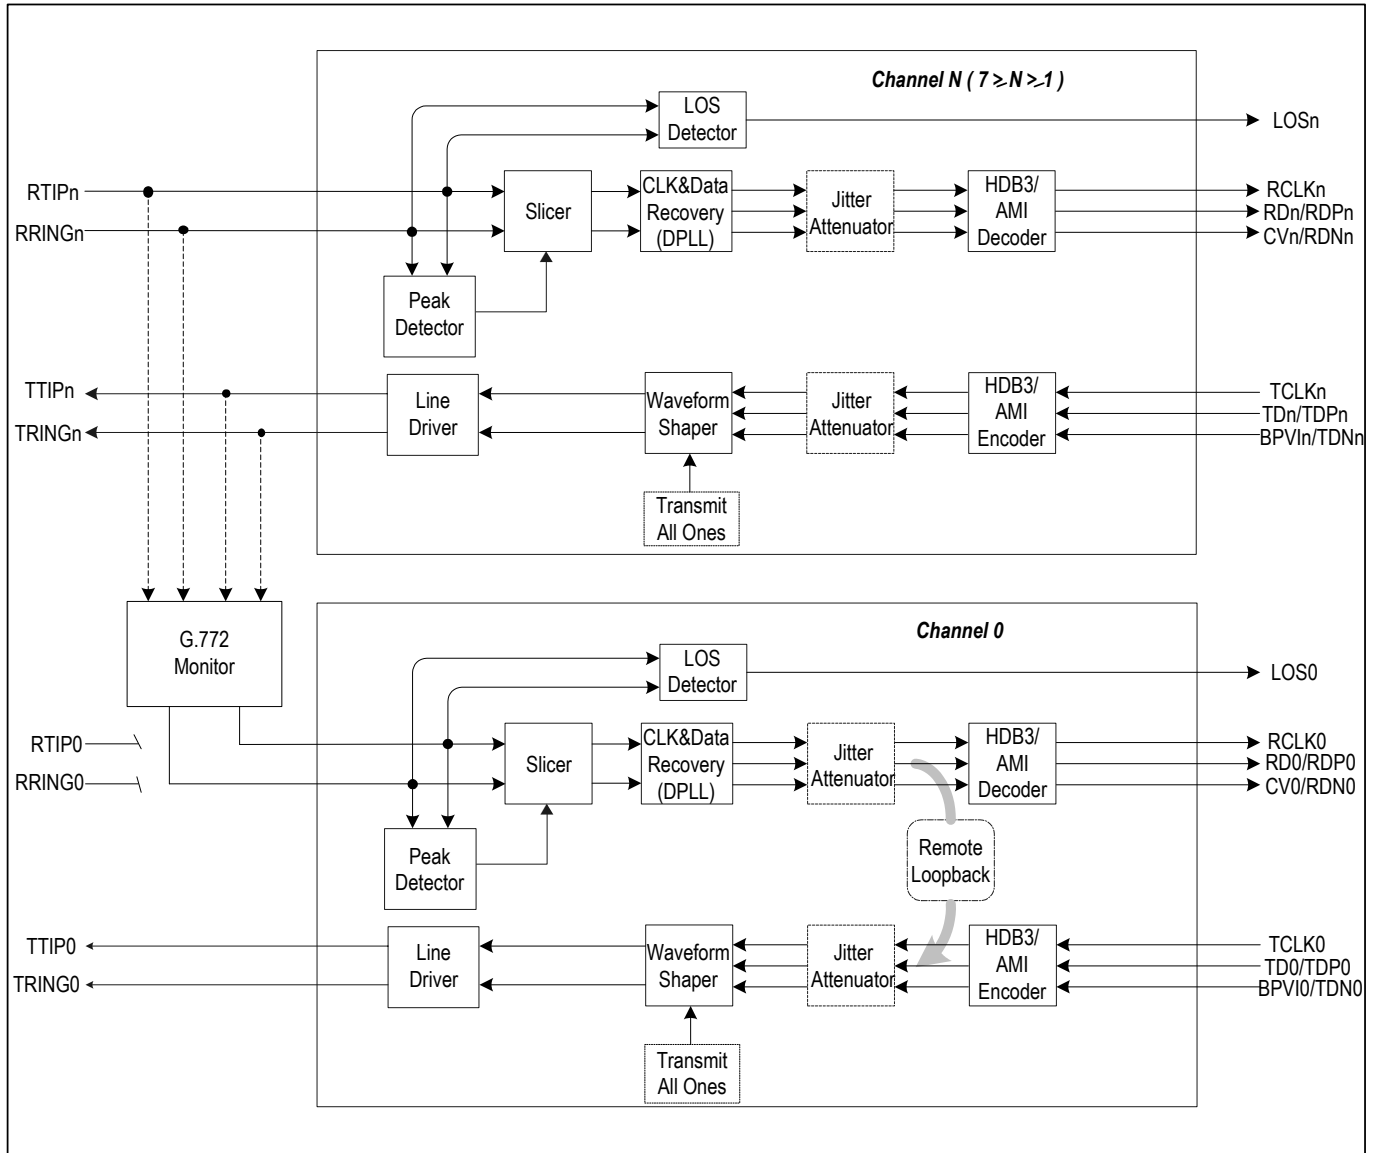 Channel N ( 7 ≥ N ≥ 1 )
LOS
Detector
LOSn
RTIPn
RRINGn
Slicer
CLK&Data
Recovery
(DPLL)
Jitter
Attenuator
HDB3/
AMI
Decoder
RCLKn
RDn/RDPn
CVn/RDNn
Peak
Detector
TTIPn
TRINGn
Line
Driver
Waveform
Shaper
Jitter
Attenuator
HDB3/
AMI
Encoder
TCLKn
TDn/TDPn
BPVIn/TDNn
Transmit
All Ones
G.772
Monitor
Channel 0
LOS
Detector
LOS0
RTIP0
RRING0
Slicer
CLK&Data
Recovery
(DPLL)
Jitter
Attenuator
HDB3/
AMI
Decoder
RCLK0
RD0/RDP0
CV0/RDN0
Peak
Detector
Remote
Loopback
TTIP0
TRING0
Line
Driver
Waveform
Shaper
Jitter
Attenuator
HDB3/
AMI
Encoder
TCLK0
TD0/TDP0
BPVI0/TDN0
Transmit
All Ones